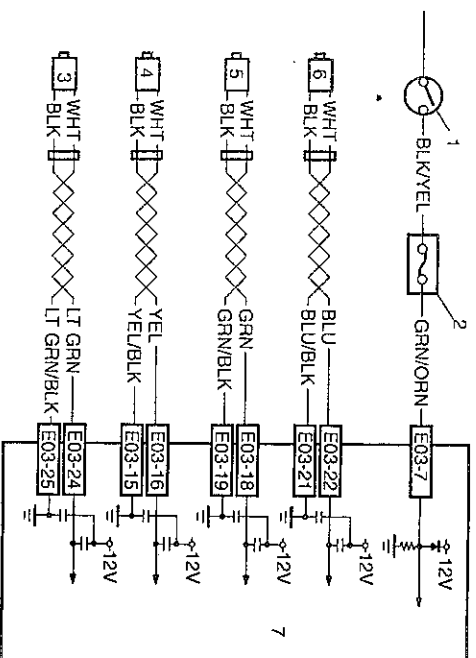 1
BLK/YEL
2
GRN/ORN
E03-7
12V
6
WHT
BLK
BLU
BLU/BLK
E03-22
E03-21
12V
5
WHT
BLK
GRN
GRN/BLK
E03-18
E03-19
12V
4
WHT
BLK
YEL
YEL/BLK
E03-16
E03-15
12V
3
WHT
BLK
LT GRN
LT GRN/BLK
E03-24
E03-25
12V
7